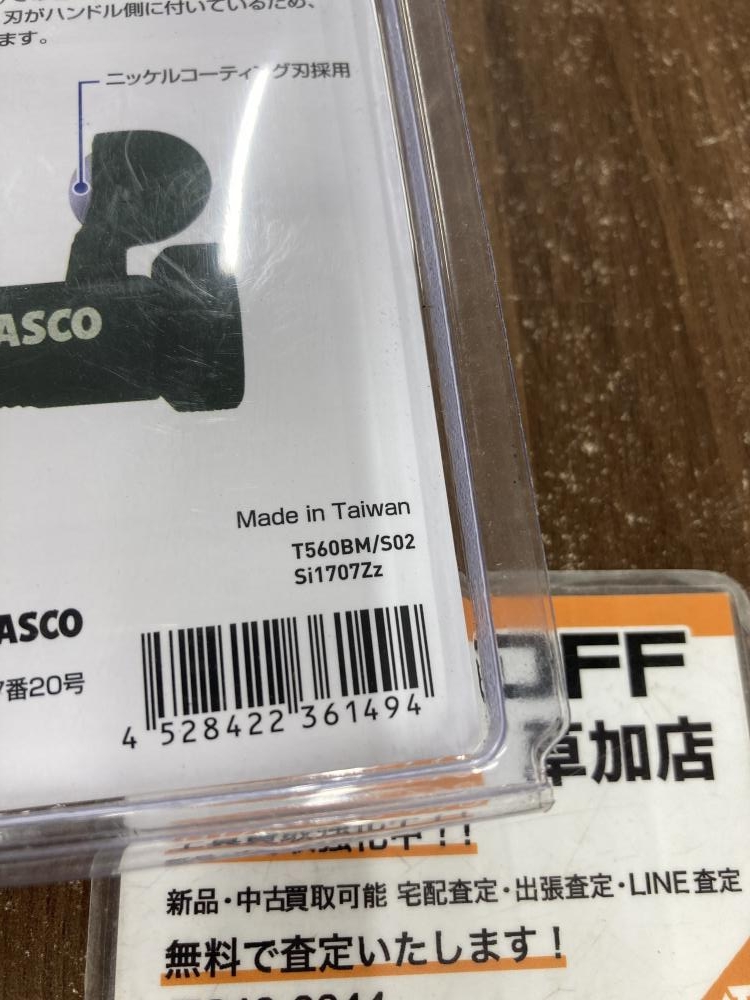 刃がハンドル側に付いているため、
ます。
ニッケルコーティング刃採用
ASCO
Made in Taiwan
T560BM/S02
Si1707Zz
ASCO
7番20号
4 528422 361494
OFF
草加店
強化中!!
新品・中古買取可能 宅配査定・出張査定・LINE査定
無料で査定いたします!